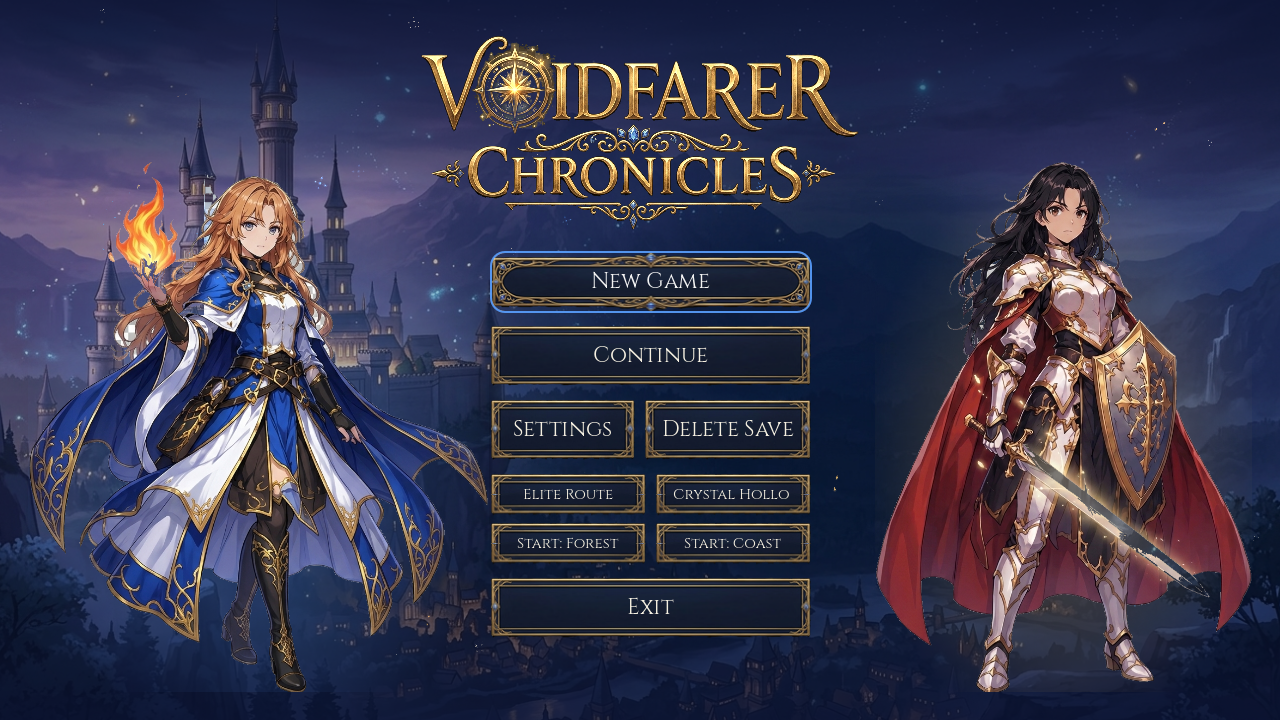 VOIDFARER
CHRONICLES
NEW GAME
CONTINUE
SETTINGS
DELETE SAVE
ELITE ROUTE
CRYSTAL HOLLO
START: FOREST
START: COAST
EXIT